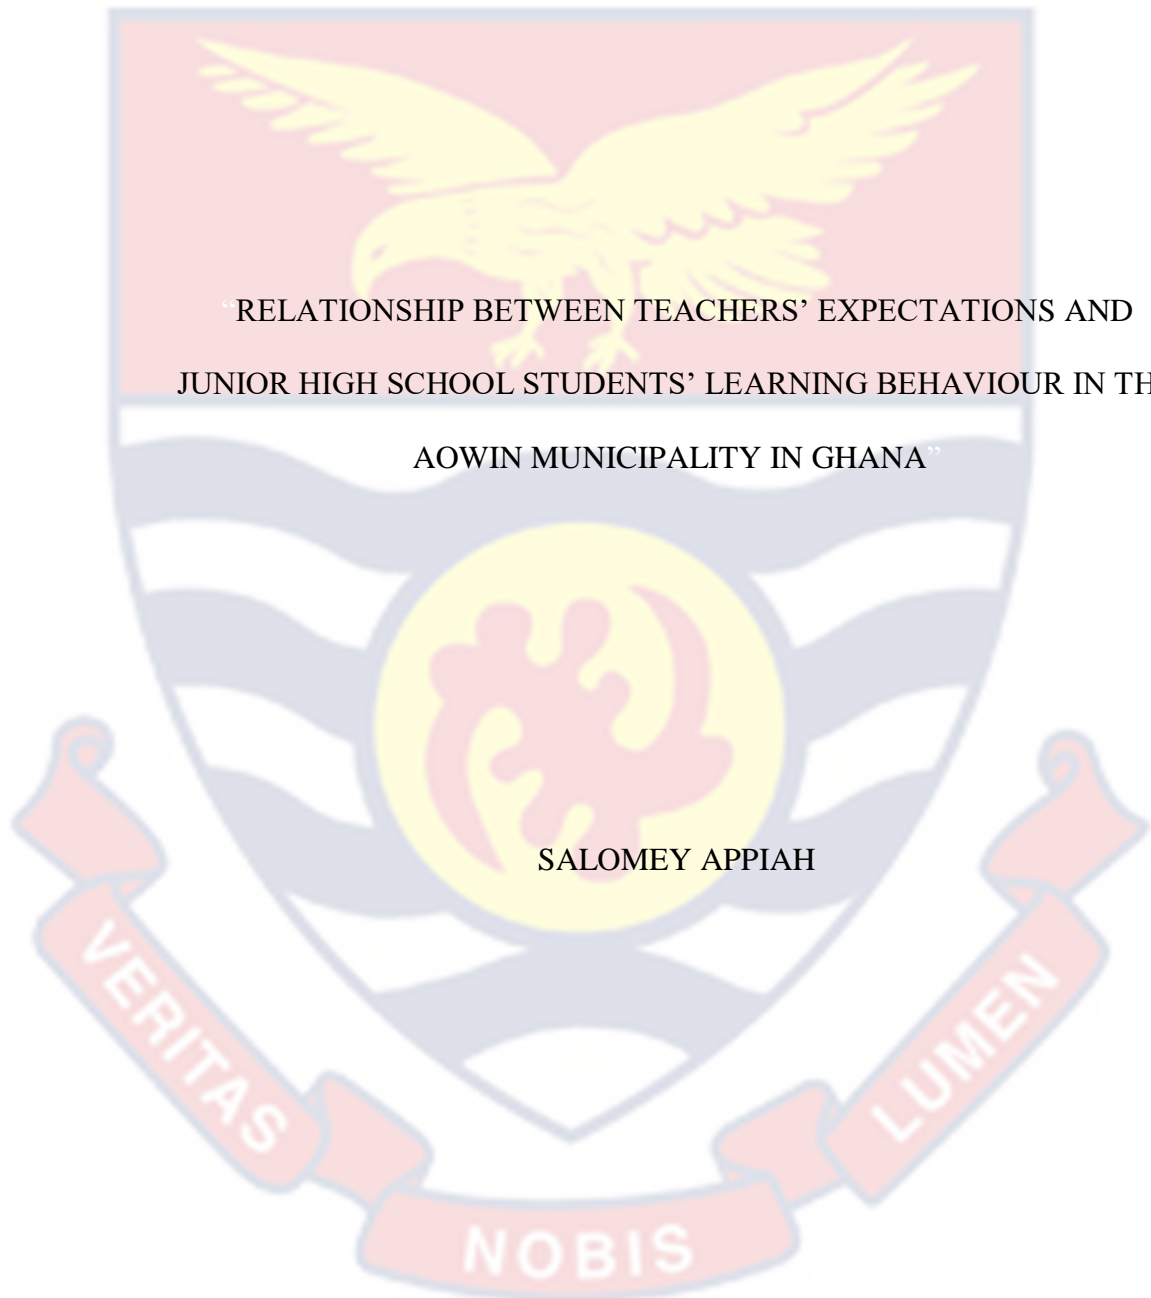 “RELATIONSHIP BETWEEN TEACHERS’ EXPECTATIONS AND
JUNIOR HIGH SCHOOL STUDENTS’ LEARNING BEHAVIOUR IN TH
AOWIN MUNICIPALITY IN GHANA”
SALOMEY APPIAH
VERITAS
NOBIS
LUMEN